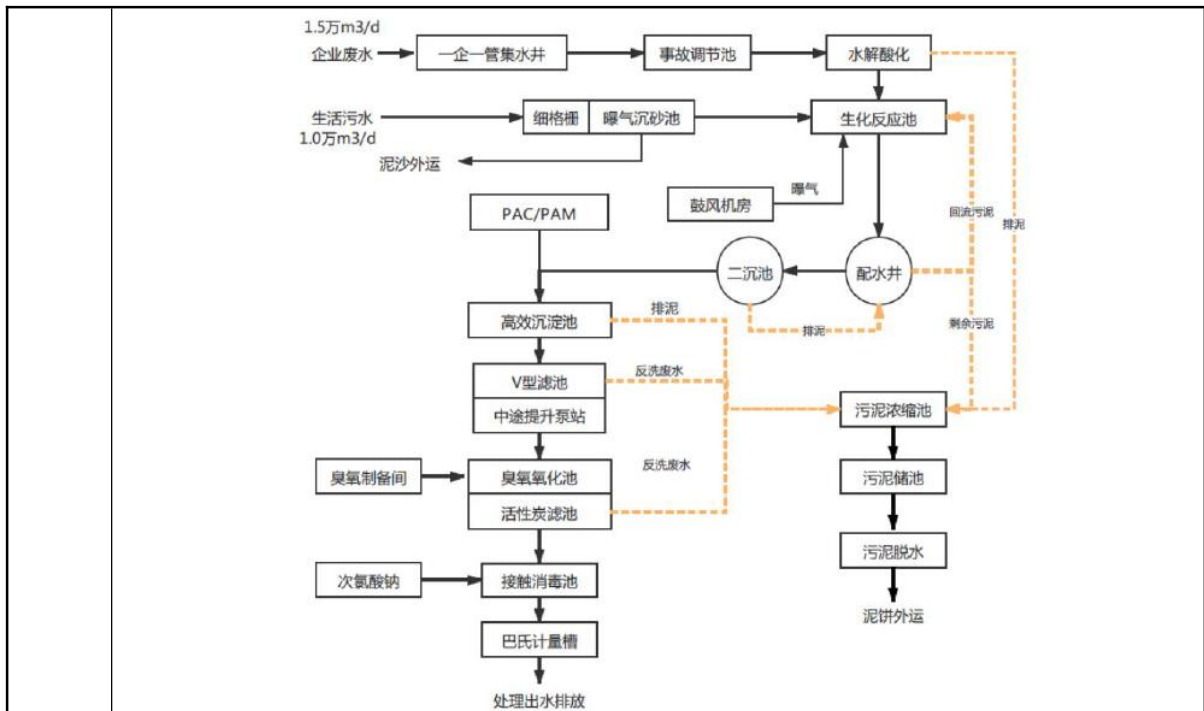 1.5万m3/d
企业废水
一企一管集水井
事故调节池
水解酸化
生活污水
1.0万m3/d
细格栅
曝气沉砂池
生化反应池
泥沙外运
曝气
鼓风机房
PAC/PAM
回流污泥
排泥
二沉池
配水井
排泥
高效沉淀池
排泥
剩余污泥
V型滤池
反洗废水
中途提升泵站
污泥浓缩池
臭氧制备间
臭氧氧化池
反洗废水
污泥储池
活性炭滤池
污泥脱水
次氯酸钠
接触消毒池
泥饼外运
巴氏计量槽
处理出水排放